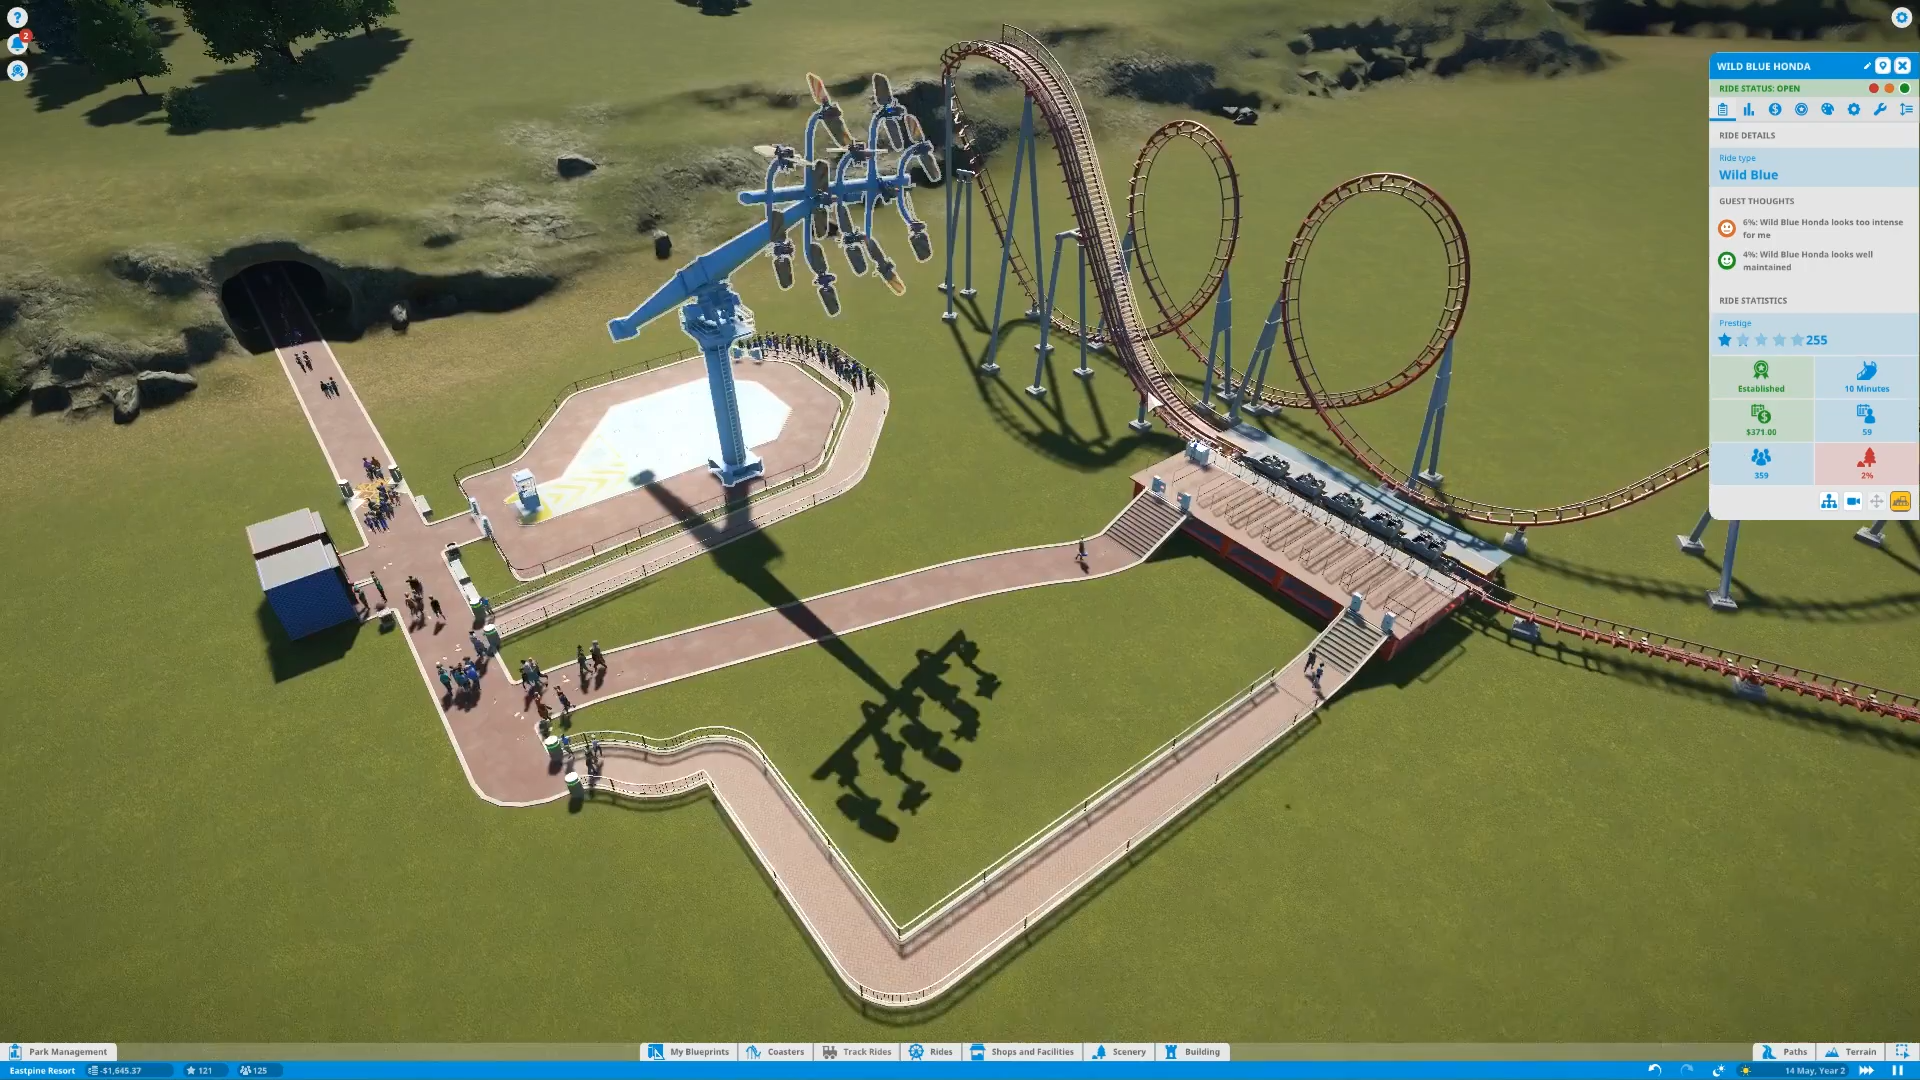 ?
2
WILD BLUE HONDA
RIDE STATUS: OPEN
RIDE DETAILS
Ride type
Wild Blue
GUEST THOUGHTS
6%: Wild Blue Honda looks too intense
for me
4%: Wild Blue Honda looks well
maintained
RIDE STATISTICS
Prestige
255
Established
10 Minutes
$371.00
59
359
2%
Park Management
My Blueprints
Coasters
Track Rides
Rides
Shops and Facilities
Scenery
Building
Paths
Terrain
Eastpine Resort
-$1,645.37
121
125
14 May, Year 2